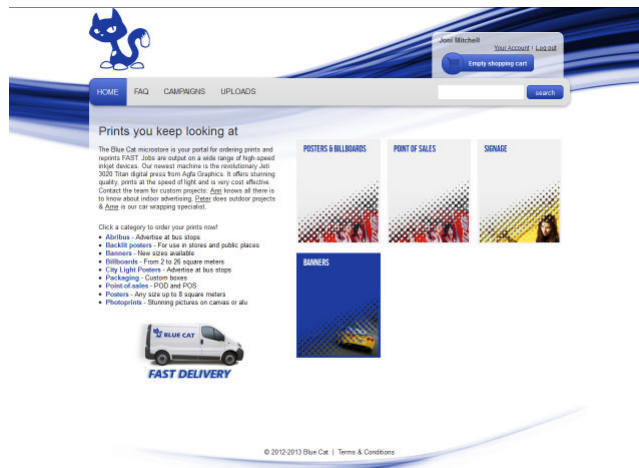 Joni Mitchell
Your Account | Log out
Empty shopping cart
HOME FAQ CAMPAIGNS UPLOADS
search
Prints you keep looking at
The Blue Cat microstore is your portal for ordering prints and
reprints FAST. Jobs are output on a wide range of high-speed
inkjet devices. Our newest machine is the revolutionary Jeti
3020 Titan digital press from Agfa Graphics. It offers stunning
quality, prints at the speed of light and is very cost effective.
Contact the team for custom projects: Ann knows all there is
to know about indoor advertising, Peter does outdoor projects
& Arne is our car-wrapping specialist.
Click a category to order your prints now!
Abribus - Advertise at bus stops
Backlit posters - For use in stores and public places
Banners - New sizes available
Billboards - From 2 to 26 square meters
City Light Posters - Advertise at bus stops
Packaging - Custom boxes
Point-of-sales - POD and POS
Posters - Any size up to 8 square meters
Photoprints - Stunning pictures on canvas or alu
BLUE CAT
FAST DELIVERY
POSTERS & BILLBOARDS
POINT OF SALES
SIGNAGE
BANNERS
© 2012-2013 Blue Cat | Terms & Conditions